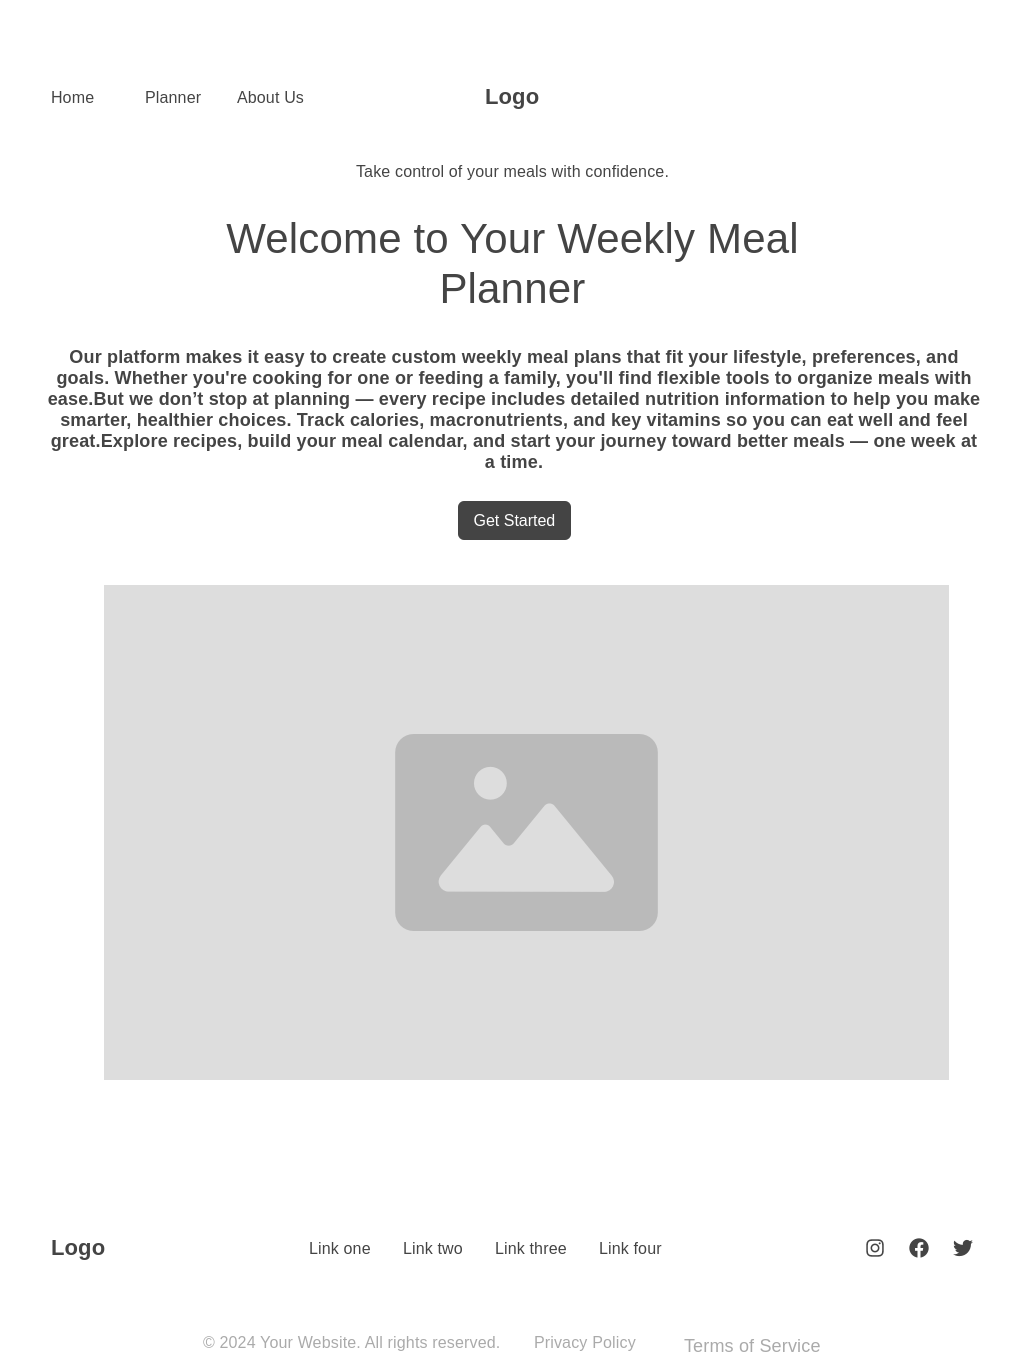 Home Planner About Us Logo
Take control of your meals with confidence.
Welcome to Your Weekly Meal
Planner
Our platform makes it easy to create custom weekly meal plans that fit your lifestyle, preferences, and
goals. Whether you're cooking for one or feeding a family, you'll find flexible tools to organize meals with
ease.But we don’t stop at planning — every recipe includes detailed nutrition information to help you make
smarter, healthier choices. Track calories, macronutrients, and key vitamins so you can eat well and feel
great.Explore recipes, build your meal calendar, and start your journey toward better meals — one week at
a time.
Get Started
Logo Link one Link two Link three Link four
© 2024 Your Website. All rights reserved. Privacy Policy Terms of Service